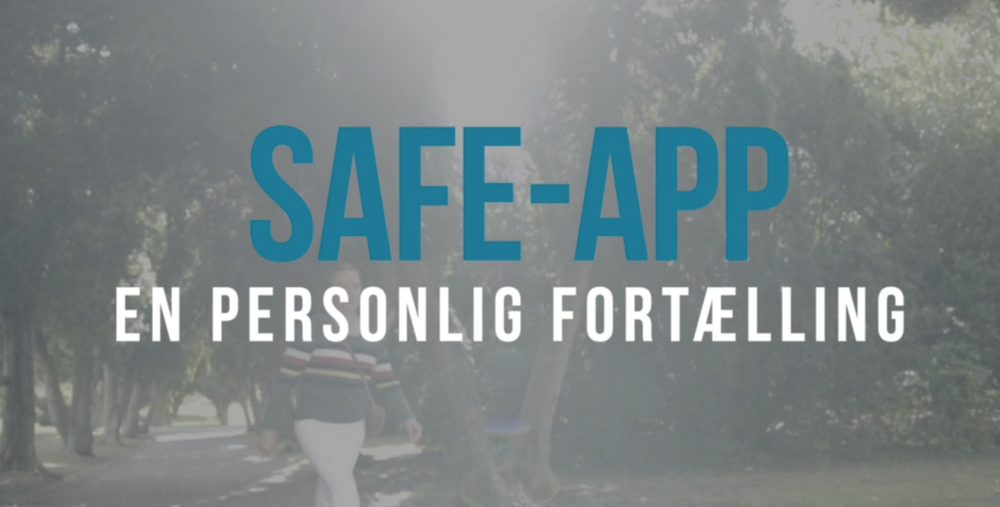 SAFE-APP
EN PERSONLIG FORTÆLLING